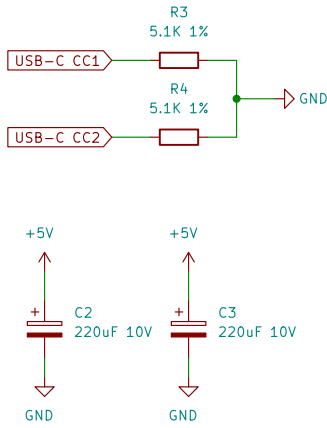 R3
5.1K 1%
USB-C CC1
R4
5.1K 1%
GND
USB-C CC2
+5V
+5V
+
C2
220uF 10V
+
C3
220uF 10V
GND
GND